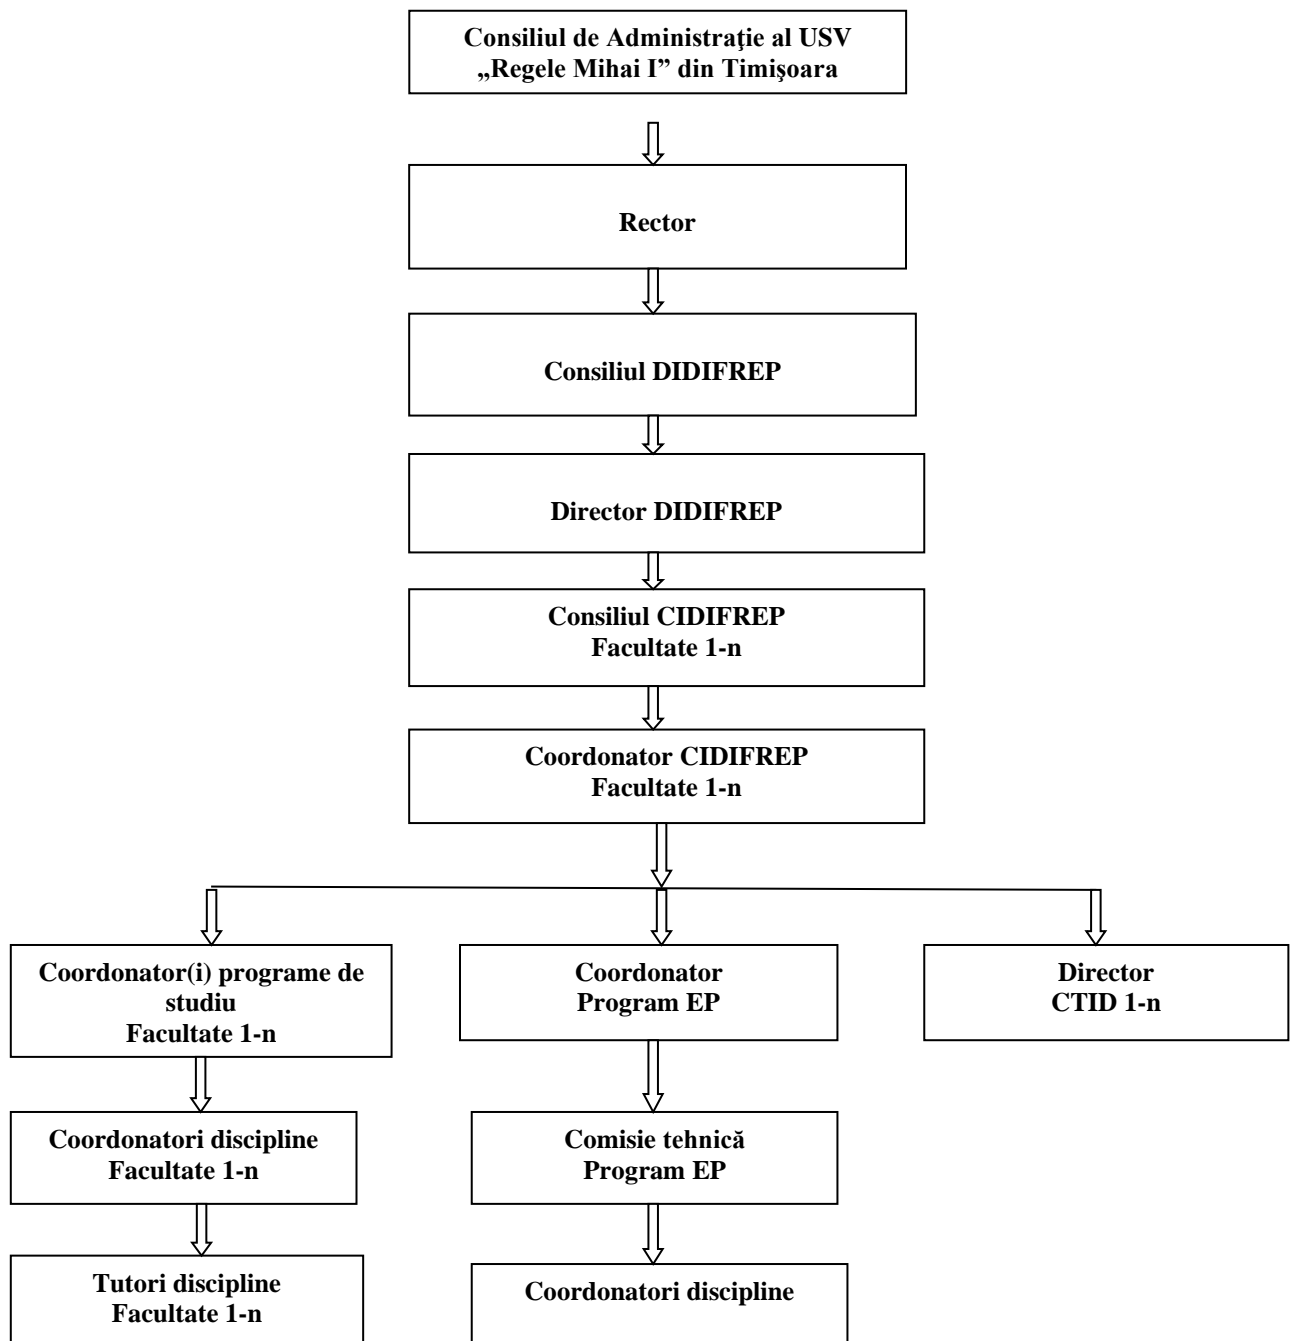 Consiliul de Administraţie al USV
„Regele Mihai I” din Timişoara
Rector
Consiliul DIDIFREP
Director DIDIFREP
Consiliul CIDIFREP
Facultate 1-n
Coordonator CIDIFREP
Facultate 1-n
Coordonator(i) programe de
studiu
Facultate 1-n
Coordonator
Program EP
Director
CTID 1-n
Coordonatori discipline
Facultate 1-n
Comisie tehnică
Program EP
Tutori discipline
Facultate 1-n
Coordonatori discipline